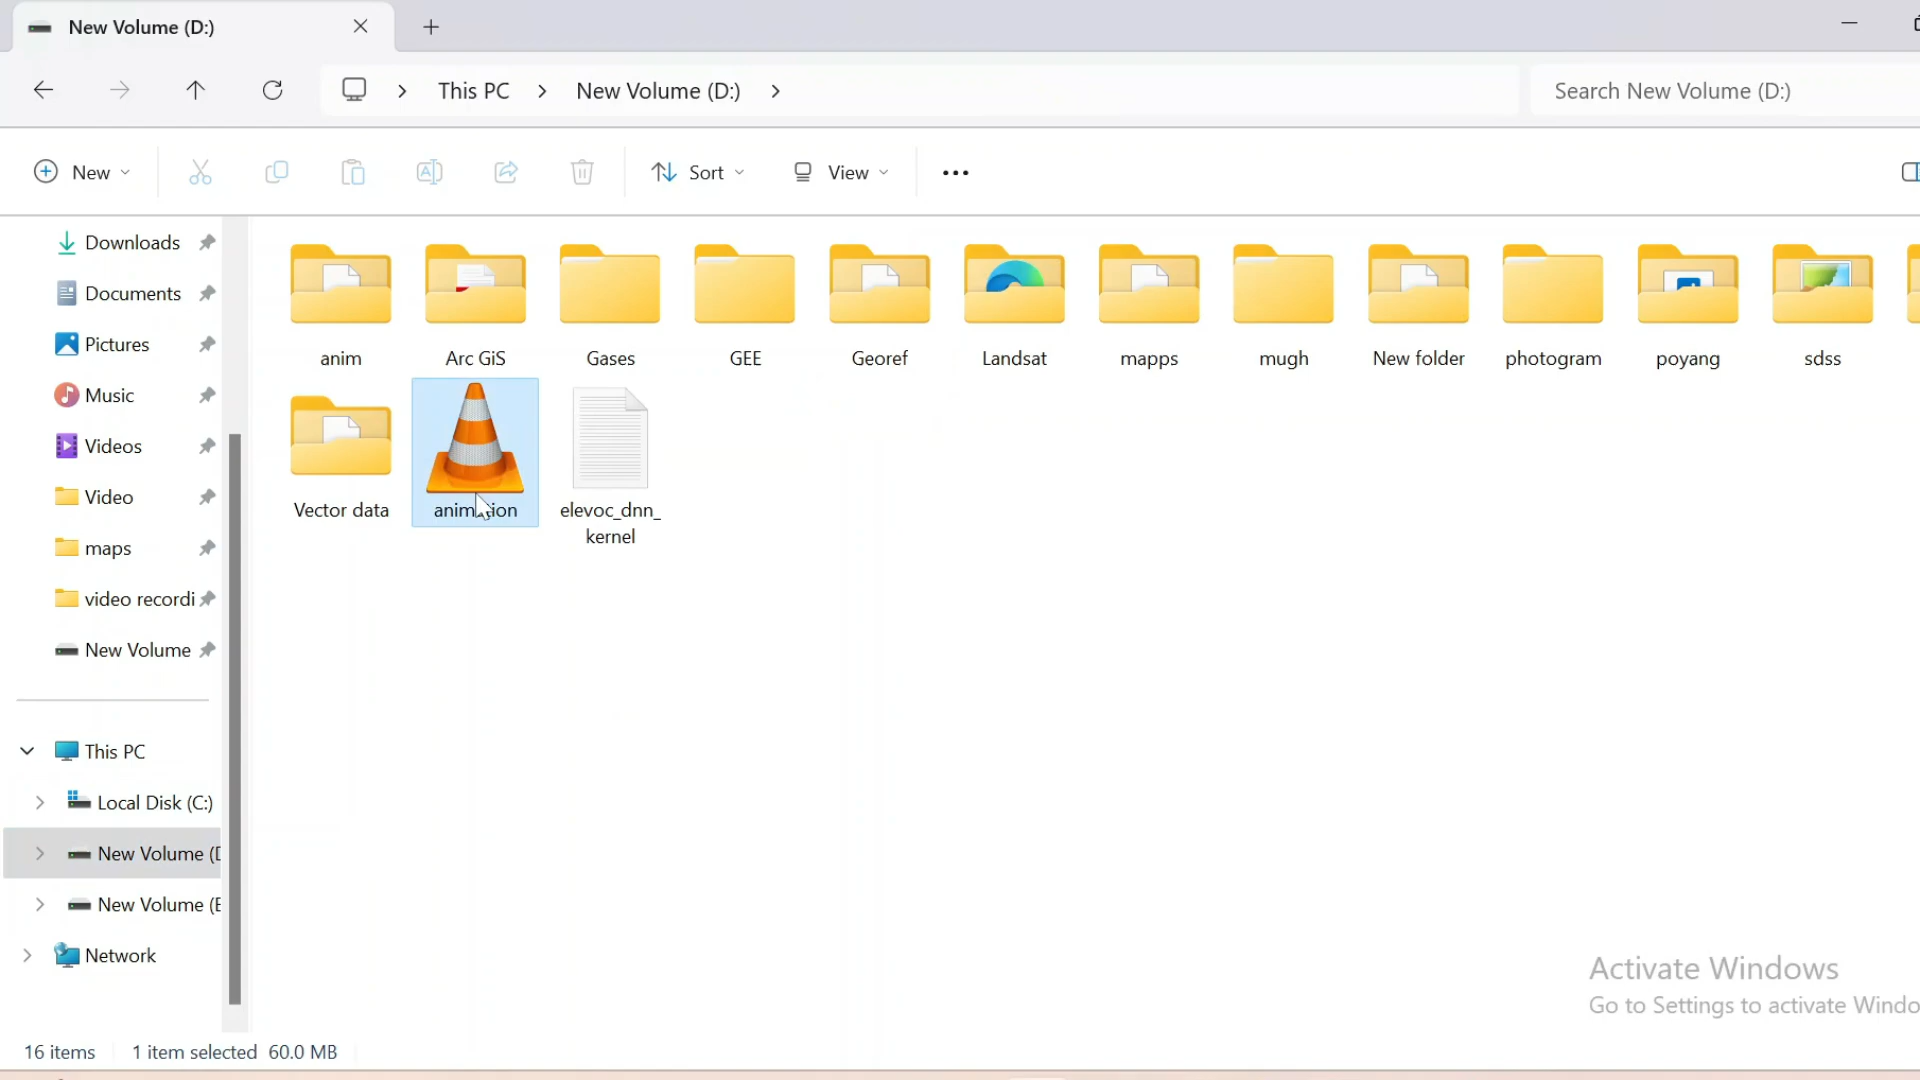 New Volume (D:)
This PC
New Volume (D:)
Search New Volume (D:)
New
Sort
View
Downloads
Documents
Pictures
Music
Videos
Video
maps
video recordi
New Volume
This PC
Local Disk (C:)
New Volume (D
New Volume (E
Network
anim
Arc GiS
Gases
GEE
Georef
Landsat
mapps
mugh
New folder
photogram
poyang
sdss
Vector data
animation
elevoc_dnn_
kernel
Activate Windows
Go to Settings to activate Windo
16 items
1 item selected 60.0 MB